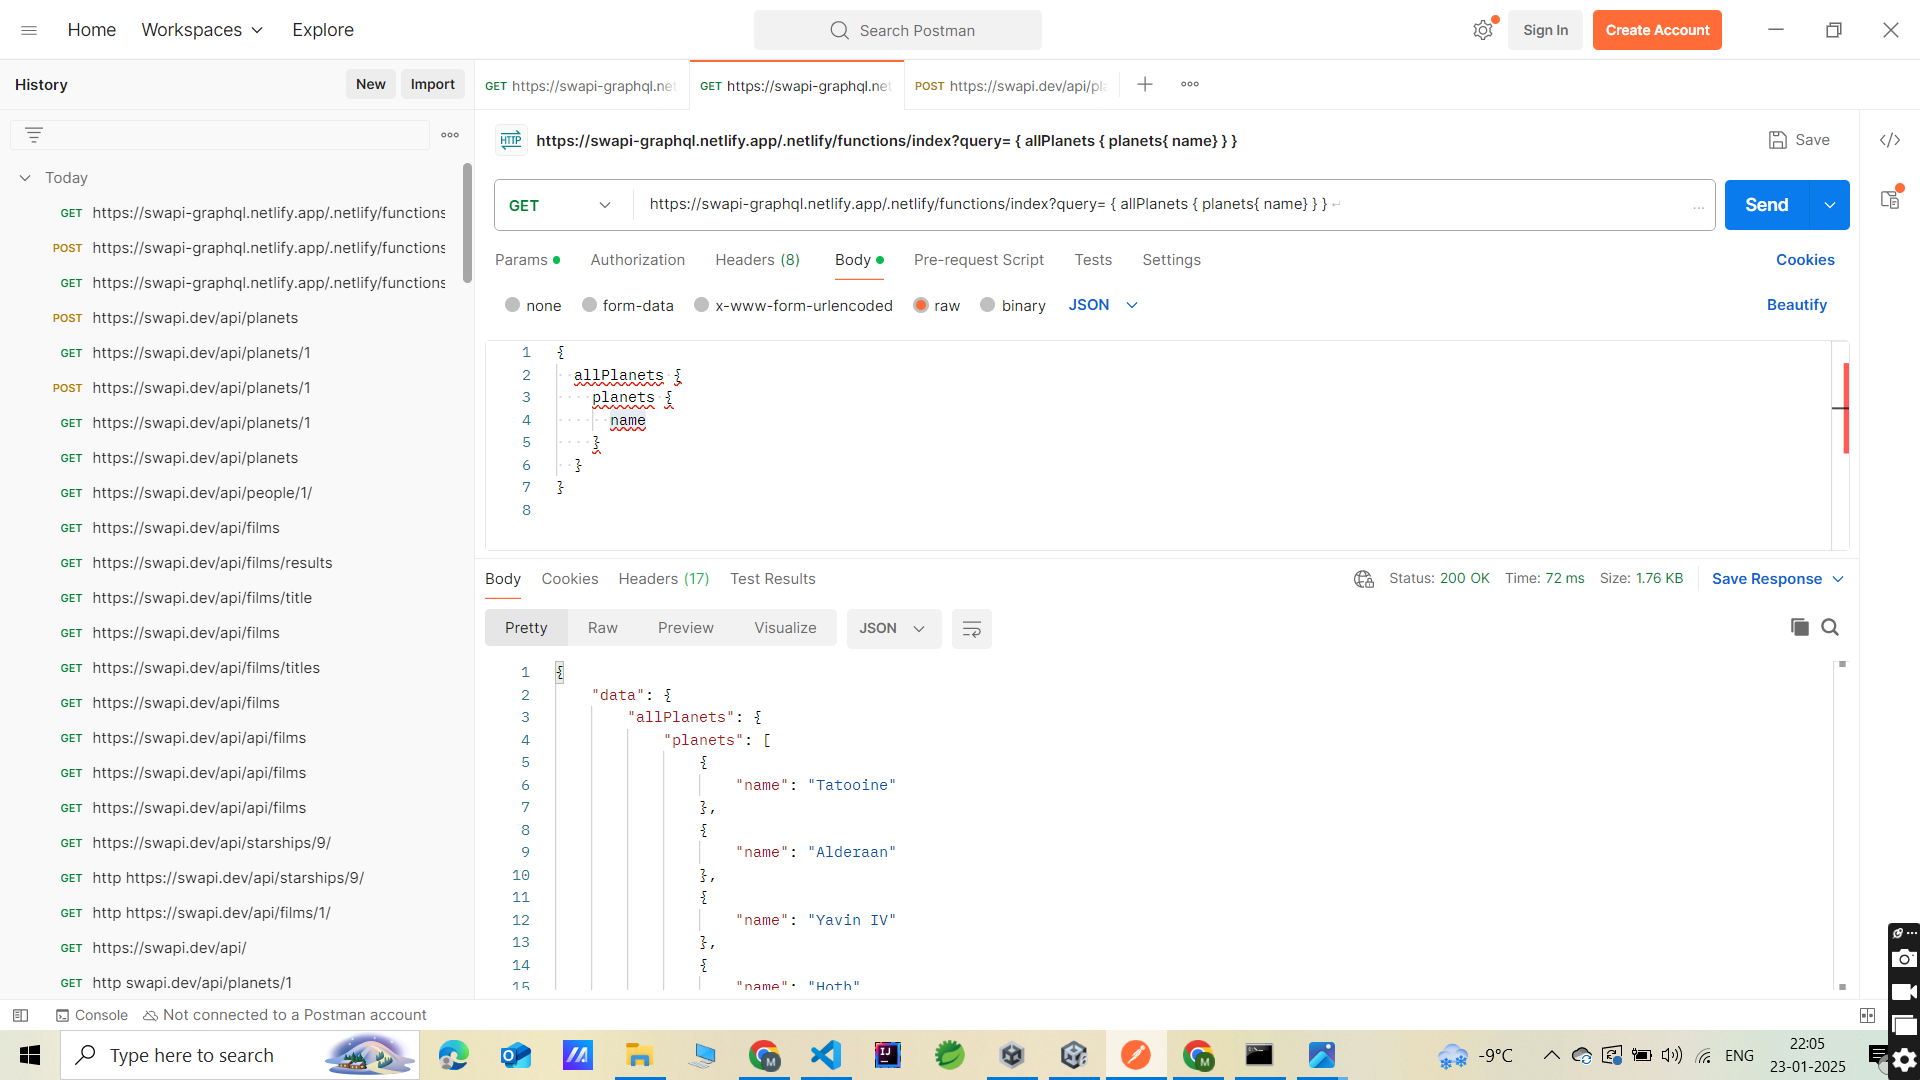 Home Workspaces Explore Search Postman Sign In Create Account
History New Import GET https://swapi-graphql.net GET https://swapi-graphql.net POST https://swapi.dev/api/pl
HTTP https://swapi-graphql.netlify.app/.netlify/functions/index?query= { allPlanets { planets{ name} } } Save
Today
GET https://swapi-graphql.netlify.app/.netlify/functions
POST https://swapi-graphql.netlify.app/.netlify/functions
GET https://swapi-graphql.netlify.app/.netlify/functions
POST https://swapi.dev/api/planets
GET https://swapi.dev/api/planets/1
POST https://swapi.dev/api/planets/1
GET https://swapi.dev/api/planets/1
GET https://swapi.dev/api/planets
GET https://swapi.dev/api/people/1/
GET https://swapi.dev/api/films
GET https://swapi.dev/api/films/results
GET https://swapi.dev/api/films/title
GET https://swapi.dev/api/films
GET https://swapi.dev/api/films/titles
GET https://swapi.dev/api/films
GET https://swapi.dev/api/api/films
GET https://swapi.dev/api/api/films
GET https://swapi.dev/api/api/films
GET https://swapi.dev/api/starships/9/
GET http https://swapi.dev/api/starships/9/
GET http https://swapi.dev/api/films/1/
GET https://swapi.dev/api/
GET http swapi.dev/api/planets/1
GET https://swapi-graphql.netlify.app/.netlify/functions/index?query= { allPlanets { planets{ name} } } ... Send
Params Authorization Headers (8) Body Pre-request Script Tests Settings Cookies
none form-data x-www-form-urlencoded raw binary JSON Beautify
1 {
2 allPlanets {
3 planets {
4 name
5 }
6 }
7 }
8
Body Cookies Headers (17) Test Results Status: 200 OK Time: 72 ms Size: 1.76 KB Save Response
Pretty Raw Preview Visualize JSON
1 {
2 "data": {
3 "allPlanets": {
4 "planets": [
5 {
6 "name": "Tatooine"
7 },
8 {
9 "name": "Alderaan"
10 },
11 {
12 "name": "Yavin IV"
13 },
14 {
15 "name": "Hoth"
Console Not connected to a Postman account
Type here to search -9°C ENG 22:05
23-01-2025